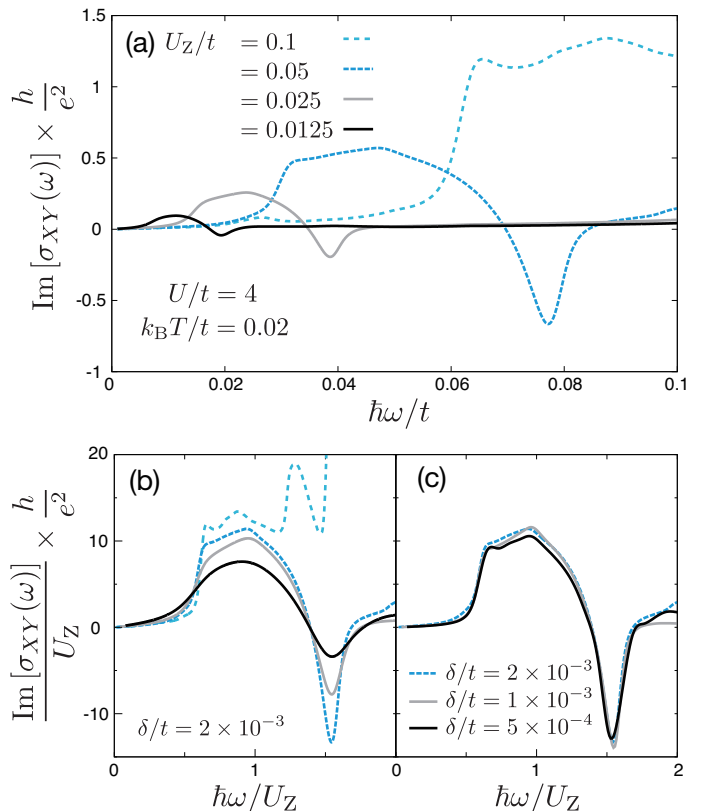 (a) U_Z/t = 0.1
= 0.05
= 0.025
= 0.0125
Im [σ_XY(ω)] × h/e²
1.5
1
0.5
0
-0.5
-1
U/t = 4
k_BT/t = 0.02
0 0.02 0.04 0.06 0.08 0.1
ħω/t
(b) (c)
Im [σ_XY(ω)]/U_Z × h/e²
20
10
0
-10
δ/t = 2 × 10⁻³
δ/t = 2 × 10⁻³
δ/t = 1 × 10⁻³
δ/t = 5 × 10⁻⁴
0 1 0 1 2
ħω/U_Z ħω/U_Z